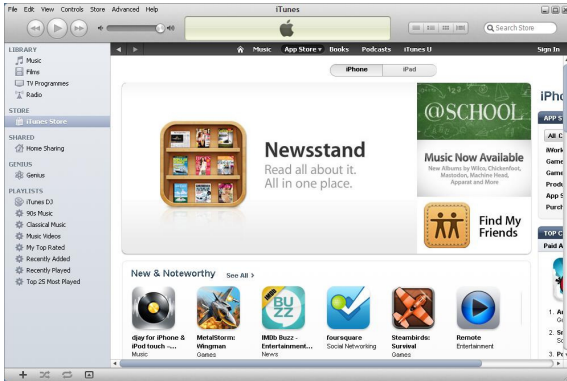 File Edit View Controls Store Advanced Help
iTunes
Search Store
LIBRARY
Music
Films
TV Programmes
Radio
STORE
iTunes Store
SHARED
Home Sharing
GENIUS
Genius
PLAYLISTS
iTunes DJ
90s Music
Classical Music
Music Videos
My Top Rated
Recently Added
Recently Played
Top 25 Most Played
Music App Store Books Podcasts iTunes U Sign In
iPhone iPad
Newsstand
Read all about it.
All in one place.
@SCHOOL
Music Now Available
New Albums by Wilco, Chickenfoot,
Mastodon, Machine Head,
Apparat and More
Find My
Friends
New & Noteworthy See All >
BUZZ
djay for iPhone &
iPod touch -...
Music
MetalStorm:
Wingman
Games
IMDb Buzz -
Entertainment...
News
foursquare
Social Networking
Steambirds:
Survival
Games
Remote
Entertainment
iPho
APP S
All C
iWork
Game
Game
Produ
App S
Purch
TOP C
Paid A
1.
2.
3.